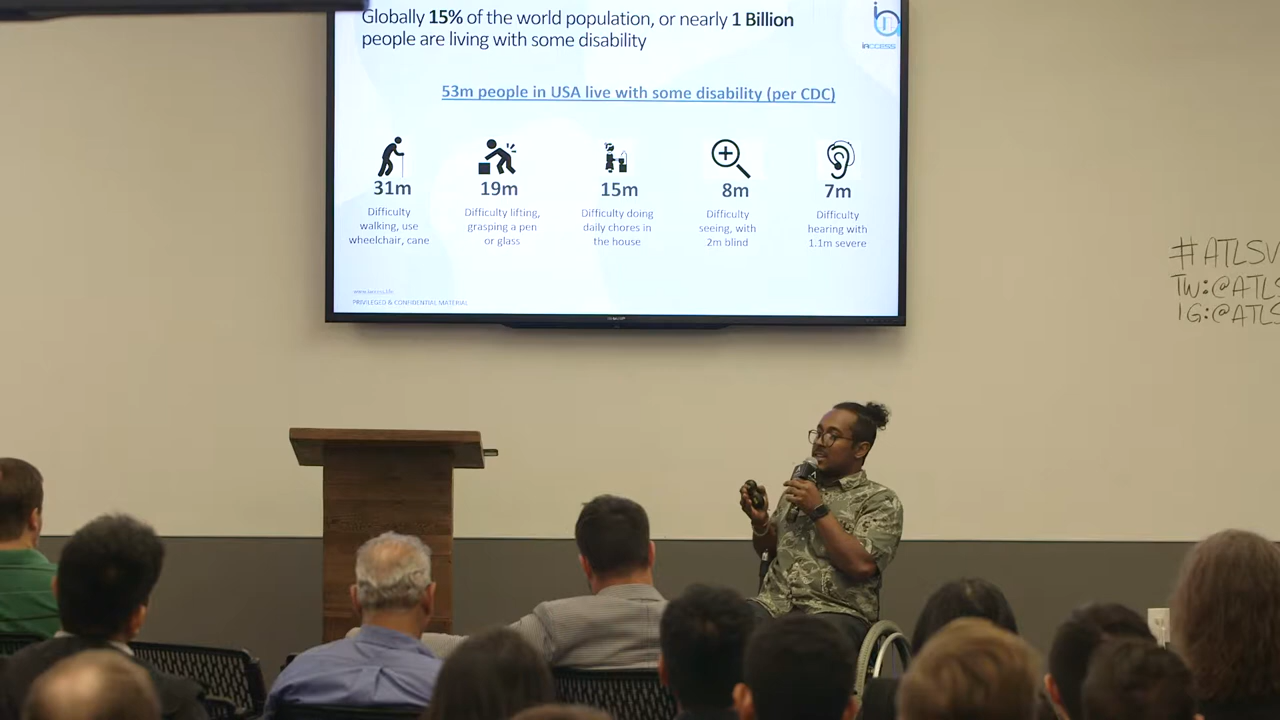 Globally 15% of the world population, or nearly 1 Billion
people are living with some disability
iaccess
53m people in USA live with some disability (per CDC)
31m
Difficulty
walking, use
wheelchair, cane
19m
Difficulty lifting,
grasping a pen
or glass
15m
Difficulty doing
daily chores in
the house
8m
Difficulty
seeing, with
2m blind
7m
Difficulty
hearing with
1.1m severe
PRIVILEGED & CONFIDENTIAL MATERIAL
#ATLSV
TW:@ATLS
IG:@ATLS